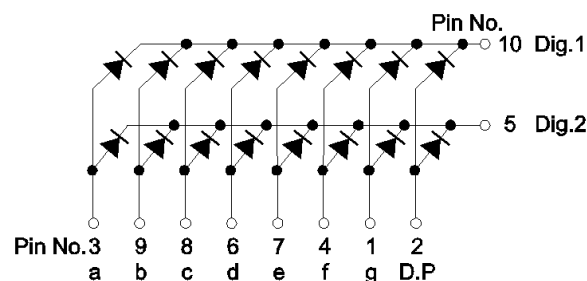 Pin No.
10 Dig.1
5 Dig.2
Pin No. 3 9 8 6 7 4 1 2
a b c d e f g D.P